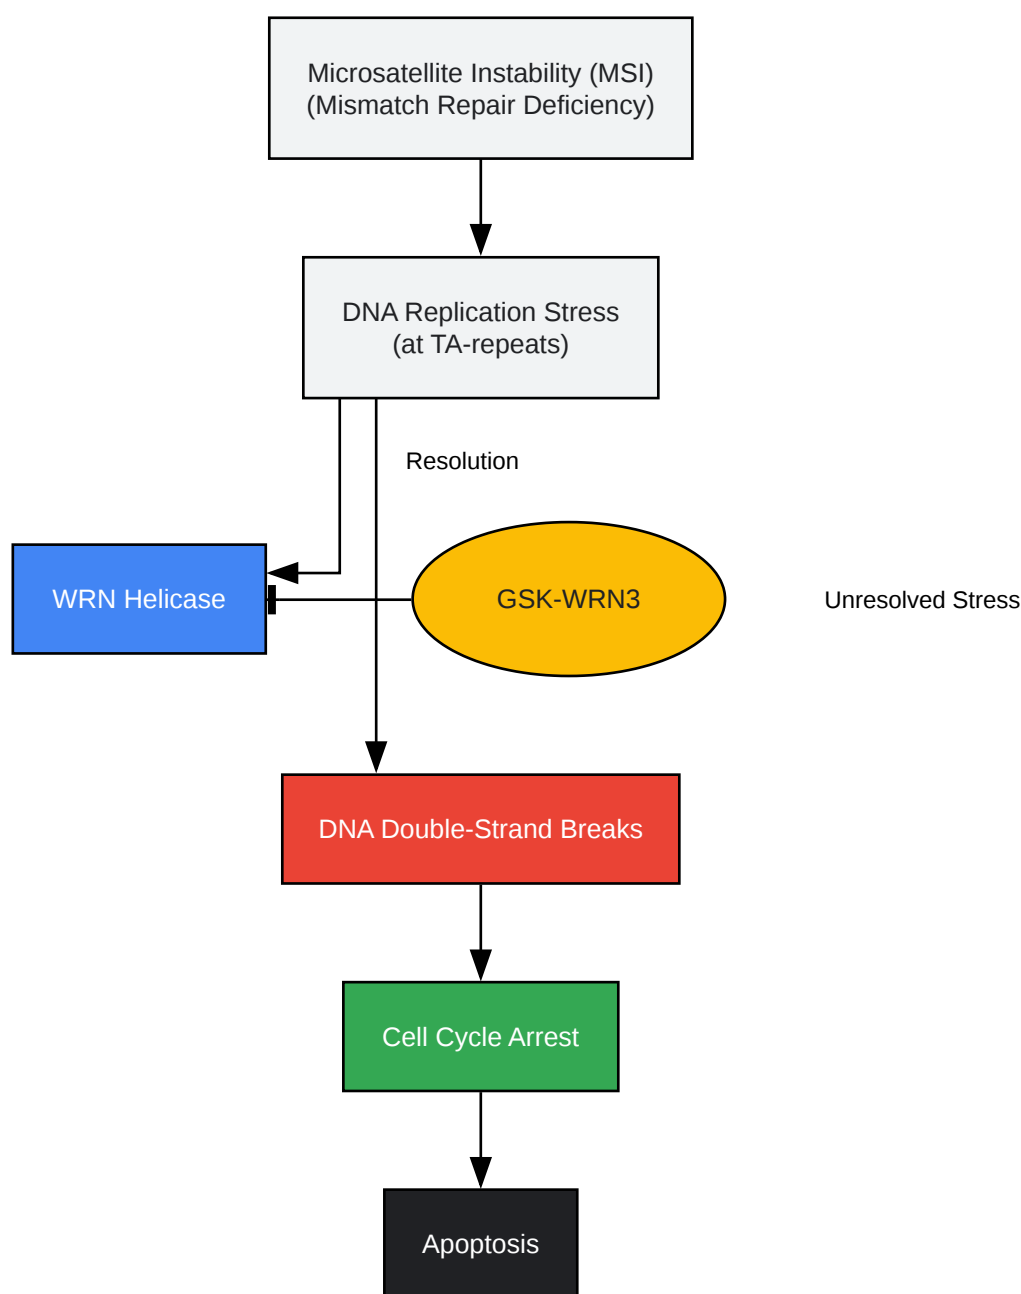 Microsatellite Instability (MSI)
(Mismatch Repair Deficiency)
DNA Replication Stress
(at TA-repeats)
Resolution
WRN Helicase
GSK-WRN3
Unresolved Stress
DNA Double-Strand Breaks
Cell Cycle Arrest
Apoptosis